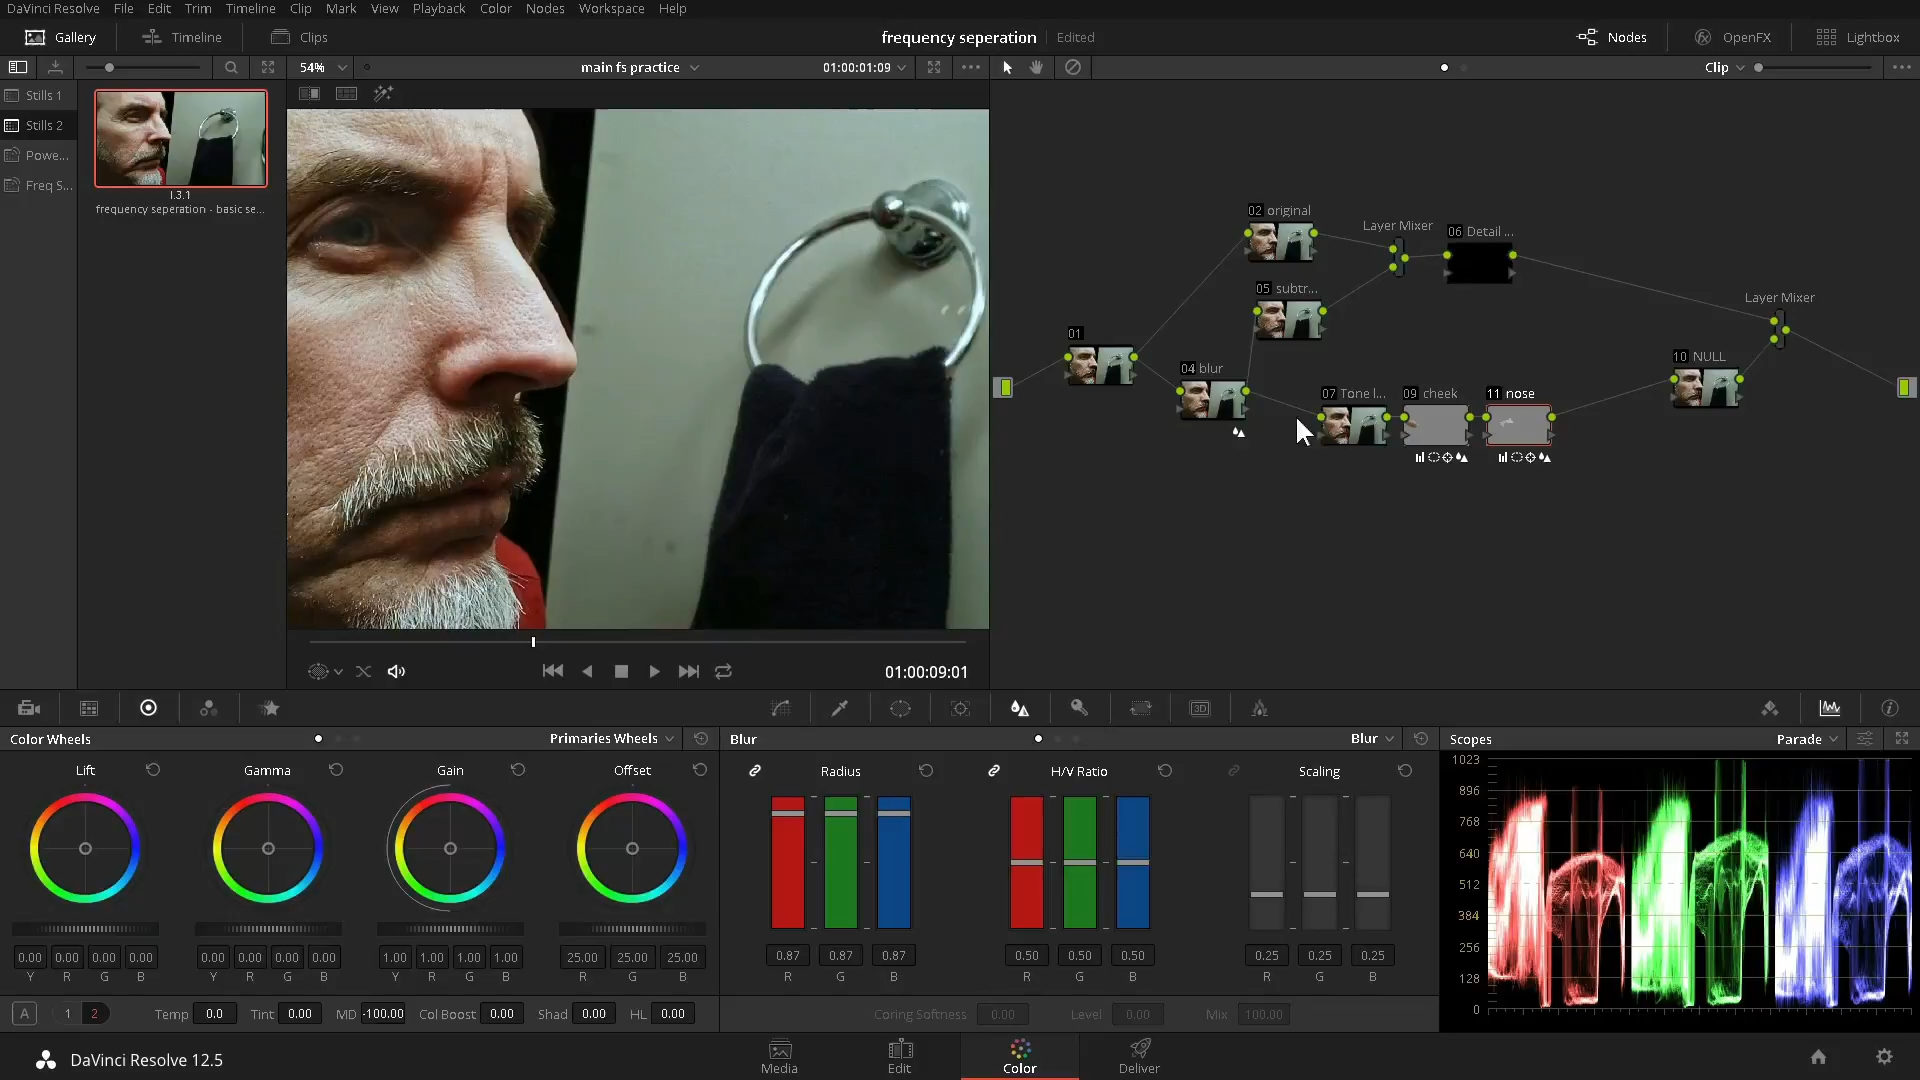 DaVinci Resolve File Edit Trim Timeline Clip Mark View Playback Color Nodes Workspace Help
Gallery Timeline Clips frequency seperation Edited Nodes OpenFX Lightbox
54% main fs practice 01:00:01:09 Clip
Stills 1
Stills 2
Powe...
Freq S...
1.3.1
frequency seperation - basic se...
02 original
Layer Mixer
06 Detail ...
05 subtr...
Layer Mixer
01
04 blur
10 NULL
07 Tone l...
09 cheek
11 nose
01:00:09:01
Color Wheels Primaries Wheels Blur Blur Scopes Parade
Lift Gamma Gain Offset Radius H/V Ratio Scaling
1023
896
768
640
512
384
256
128
0
0.00 0.00 0.00 0.00 0.00 0.00 0.00 0.00 1.00 1.00 1.00 1.00 25.00 25.00 25.00 0.87 0.87 0.87 0.50 0.50 0.50 0.25 0.25 0.25
Y R G B Y R G B Y R G B R G B R G B R G B R G B
A 1 2 Temp 0.0 Tint 0.00 MD -100.00 Col Boost 0.00 Shad 0.00 HL 0.00 Coring Softness 0.00 Level 0.00 Mix 100.00
DaVinci Resolve 12.5 Media Edit Color Deliver